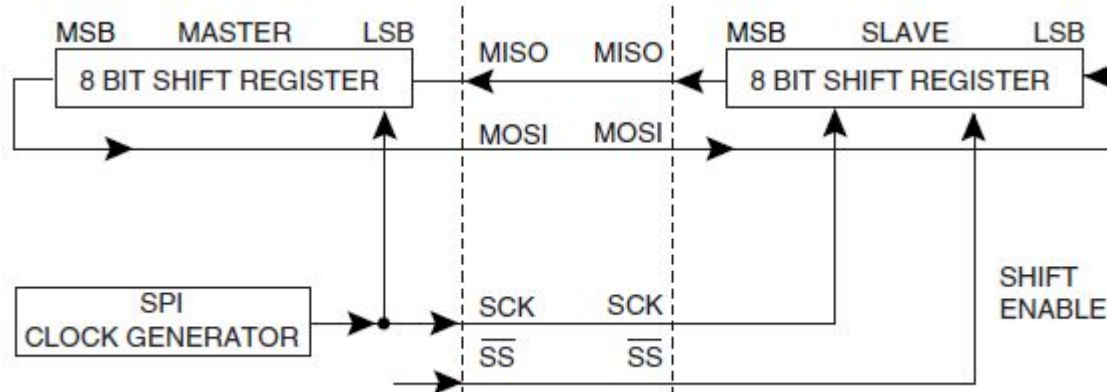 MSB MASTER LSB
8 BIT SHIFT REGISTER
MISO MISO
MSB SLAVE LSB
8 BIT SHIFT REGISTER
MOSI MOSI
SHIFT
ENABLE
SPI
CLOCK GENERATOR
SCK SCK
SS SS